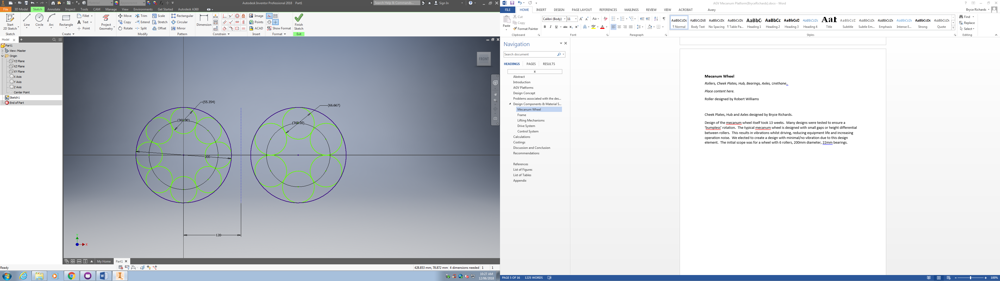 Material
Appearance
Autodesk Inventor Professional 2018 Part1
Search Help & Commands...
Sign In
File 3D Model Sketch Annotate Inspect Tools CAM Manage View Environments Get Started Autodesk A360
Start
2D Sketch
Line
Circle
Arc
Rectangle
Fillet
Text
Point
Project
Geometry
Move Trim Scale
Copy Extend Stretch
Rotate Split Offset
Rectangular
Circular
Mirror
Dimension
Image
Points
ACAD
Show Format
Finish
Sketch
Sketch Create Modify Pattern Constrain Insert Format Exit
Model
Part1
View: Master
Origin
YZ Plane
XZ Plane
XY Plane
X Axis
Y Axis
Z Axis
Center Point
Sketch1
End of Part
FRONT
(55.354)
(66.667)
(360.00)
(360.00)
200
120
Y
X
My Home Part1
Ready
428.853 mm, 78.872 mm 4 dimensions needed 1 1
10:27 AM
12/06/2018
AGV Mecanum Platform(BryceRichards).docx - Word
FILE HOME INSERT DESIGN PAGE LAYOUT REFERENCES MAILINGS REVIEW VIEW ACROBAT Avery
Bryce Richards
Paste
Cut
Copy
Format Painter
Calibri (Body) 11
AaBbCcDc ¶ Normal
AaBbCcDdE Body Text
AaBbCcDc No Spacing
AaBbCcDc ¶ Table Pa...
AaBbC Heading 1
AaBbCc Heading 2
AaBbCcD Heading 3
AaBbCcDc Heading 4
Aat Title
AaBbCcD Subtitle
AaBbCcDc Subtle Em...
AaBbCcDc Emphasis
AaBbCcDc Intense E...
AaBbCcDc Strong
AaBbCcDc Quote
Find
Replace
Select
Clipboard Font Paragraph Styles Editing
Navigation
Search document
HEADINGS PAGES RESULTS
Abstract
Introduction
AGV Platforms
Design Concept
Problems associated with the des...
Design Components & Material S...
Mecanum Wheel
Frame
Lifting Mechanisms
Drive System
Control System
Calculations
Costings
Discussion and Conclusion
Recommendations
References
List of Figures
List of Tables
Appendix
Mecanum Wheel
Rollers, Cheek Plates, Hub, Bearings, Axles, Urethane..
Place content here.
Roller designed by Robert Williams
Cheek Plates, Hub and Axles designed by Bryce Richards.
Design of the mecanum wheel itself took 13 weeks. Many designs were tested to ensure a
‘bumpless’ rotation. The typical mecanum wheel is designed with small gaps or height differential
between rollers. This results in vibrations whilst driving, reducing equipment life and increasing
operation noise. We elected to create a design with minimal/no vibration due to this design
element. The initial scope was for a wheel with 6 rollers, 200mm diameter, 22mm bearings.
PAGE 5 OF 16 1225 WORDS
100%